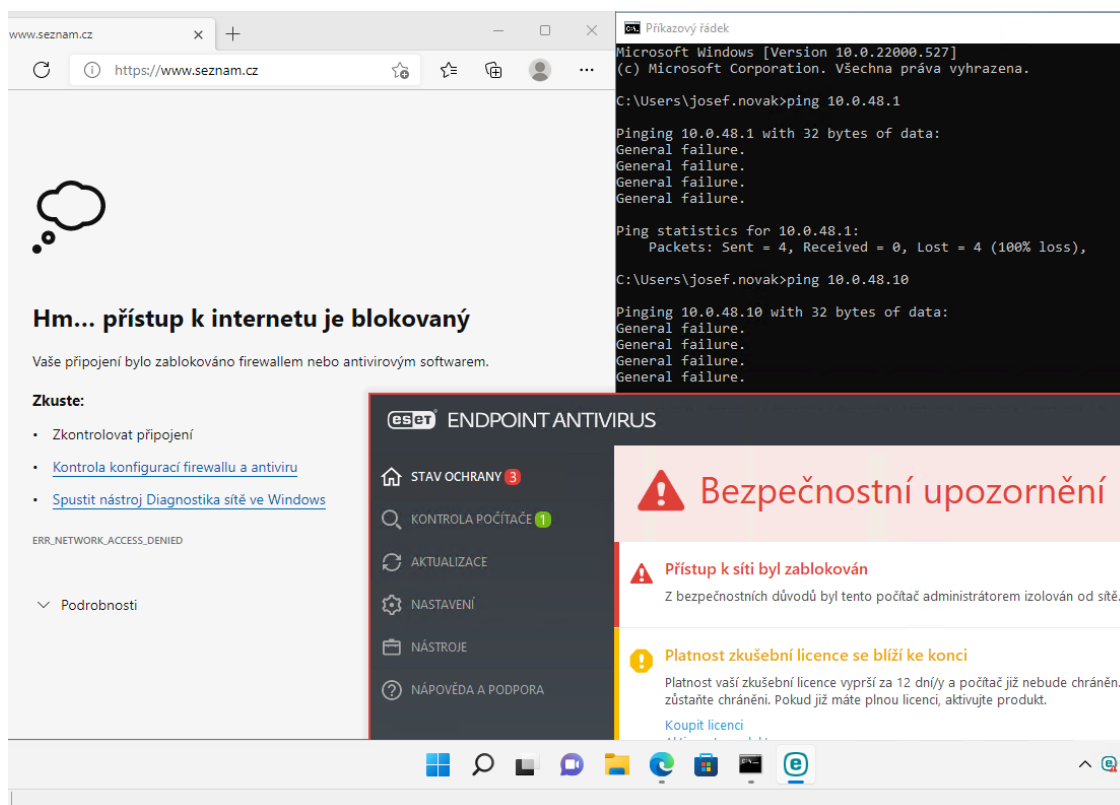 www.seznam.cz
https://www.seznam.cz
Hm... přístup k internetu je blokovaný
Vaše připojení bylo zablokováno firewallem nebo antivirovým softwarem.
Zkuste:
• Zkontrolovat připojení
• Kontrola konfigurací firewallu a antiviru
• Spustit nástroj Diagnostika sítě ve Windows
ERR_NETWORK_ACCESS_DENIED
Podrobnosti
Příkazový řádek
Microsoft Windows [Version 10.0.22000.527]
(c) Microsoft Corporation. Všechna práva vyhrazena.
C:\Users\josef.novak>ping 10.0.48.1
Pinging 10.0.48.1 with 32 bytes of data:
General failure.
General failure.
General failure.
General failure.
Ping statistics for 10.0.48.1:
Packets: Sent = 4, Received = 0, Lost = 4 (100% loss),
C:\Users\josef.novak>ping 10.0.48.10
Pinging 10.0.48.10 with 32 bytes of data:
General failure.
General failure.
General failure.
General failure.
eset ENDPOINT ANTIVIRUS
STAV OCHRANY 3
KONTROLA POČÍTAČE 1
AKTUALIZACE
NASTAVENÍ
NÁSTROJE
NÁPOVĚDA A PODPORA
Bezpečnostní upozornění
Přístup k síti byl zablokován
Z bezpečnostních důvodů byl tento počítač administrátorem izolován od sítě.
Platnost zkušební licence se blíží ke konci
Platnost vaší zkušební licence vyprší za 12 dní/y a počítač již nebude chráněn.
zůstaňte chráněni. Pokud již máte plnou licenci, aktivujte produkt.
Koupit licenci